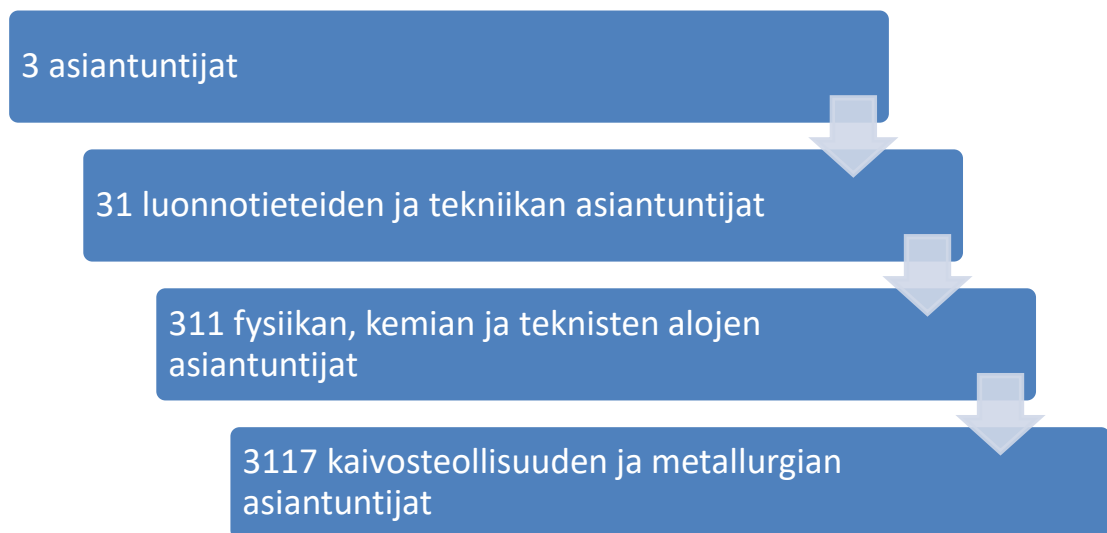 3 asiantuntijat
31 luonnotieteiden ja tekniikan asiantuntijat
311 fysiikan, kemian ja teknisten alojen
asiantuntijat
3117 kaivosteollisuuden ja metallurgian
asiantuntijat